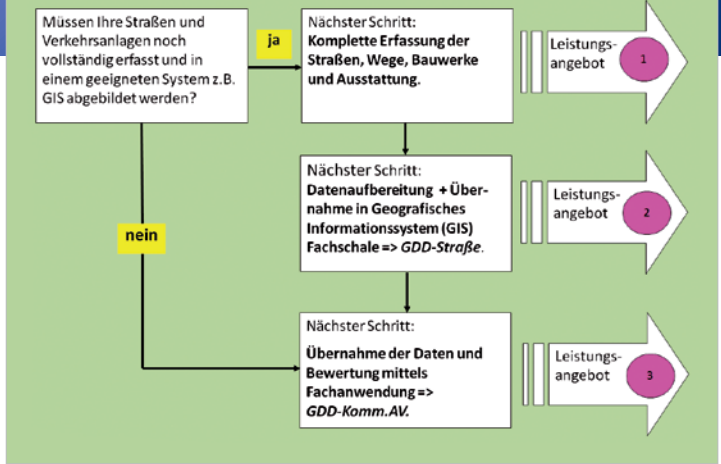 Müssen Ihre Straßen und
Verkehrsanlagen noch
vollständig erfasst und in
einem geeigneten System z.B.
GIS abgebildet werden?
ja
Nächster Schritt:
Komplette Erfassung der
Straßen, Wege, Bauwerke
und Ausstattung.
Leistungs-
angebot
1
Nächster Schritt:
Datenaufbereitung + Über-
nahme in Geografisches
Informationssystem (GIS)
Fachschale => GDD-Straße.
Leistungs-
angebot
2
nein
Nächster Schritt:
Übernahme der Daten und
Bewertung mittels
Fachanwendung =>
GDD-Komm.AV.
Leistungs-
angebot
3